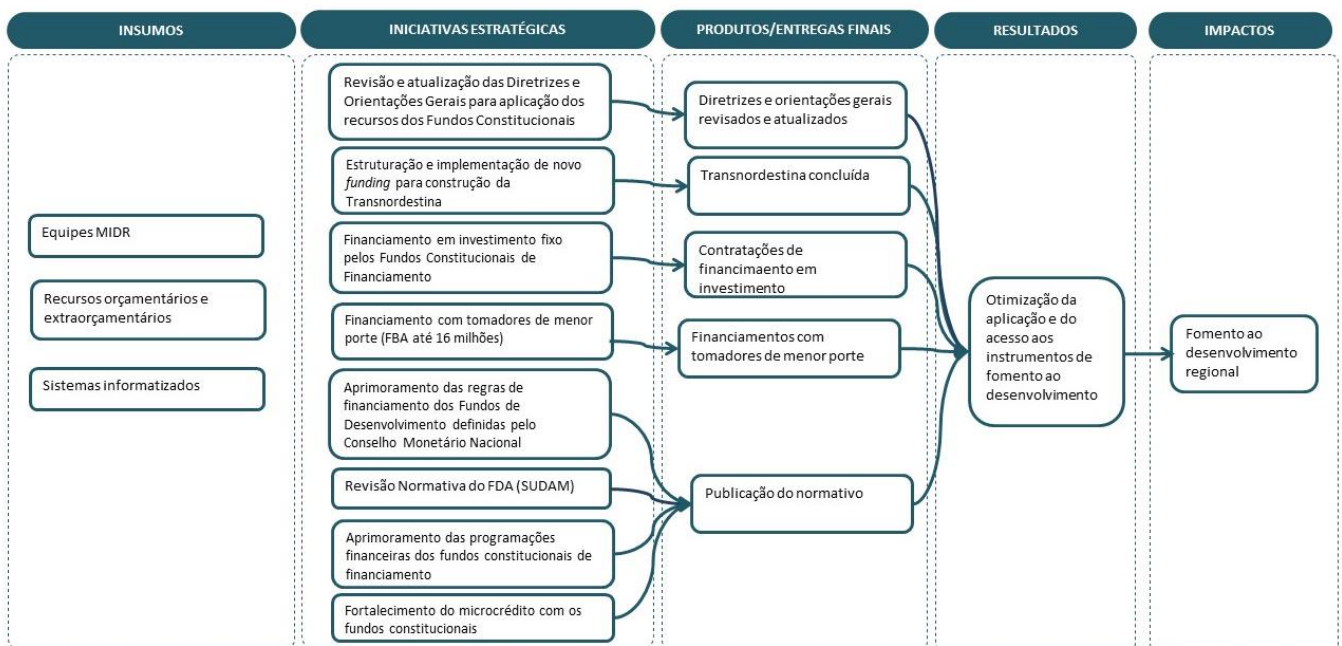 INSUMOS
INICIATIVAS ESTRATÉGICAS
PRODUTOS/ENTREGAS FINAIS
RESULTADOS
IMPACTOS
Equipes MIDR
Recursos orçamentários e
extraorçamentários
Sistemas informatizados
Revisão e atualização das Diretrizes e
Orientações Gerais para aplicação dos
recursos dos Fundos Constitucionais
Estruturação e implementação de novo
funding para construção da
Transnordestina
Financiamento em investimento fixo
pelos Fundos Constitucionais de
Financiamento
Financiamento com tomadores de menor
porte (FBA até 16 milhões)
Aprimoramento das regras de
financiamento dos Fundos de
Desenvolvimento definidas pelo
Conselho Monetário Nacional
Revisão Normativa do FDA (SUDAM)
Aprimoramento das programações
financeiras dos fundos constitucionais de
financiamento
Fortalecimento do microcrédito com os
fundos constitucionais
Diretrizes e orientações gerais
revisados e atualizados
Transnordestina concluída
Contratações de
financimaento em
investimento
Financiamentos com
tomadores de menor porte
Publicação do normativo
Otimização da
aplicação e do
acesso aos
instrumentos de
fomento ao
desenvolvimento
Fomento ao
desenvolvimento
regional